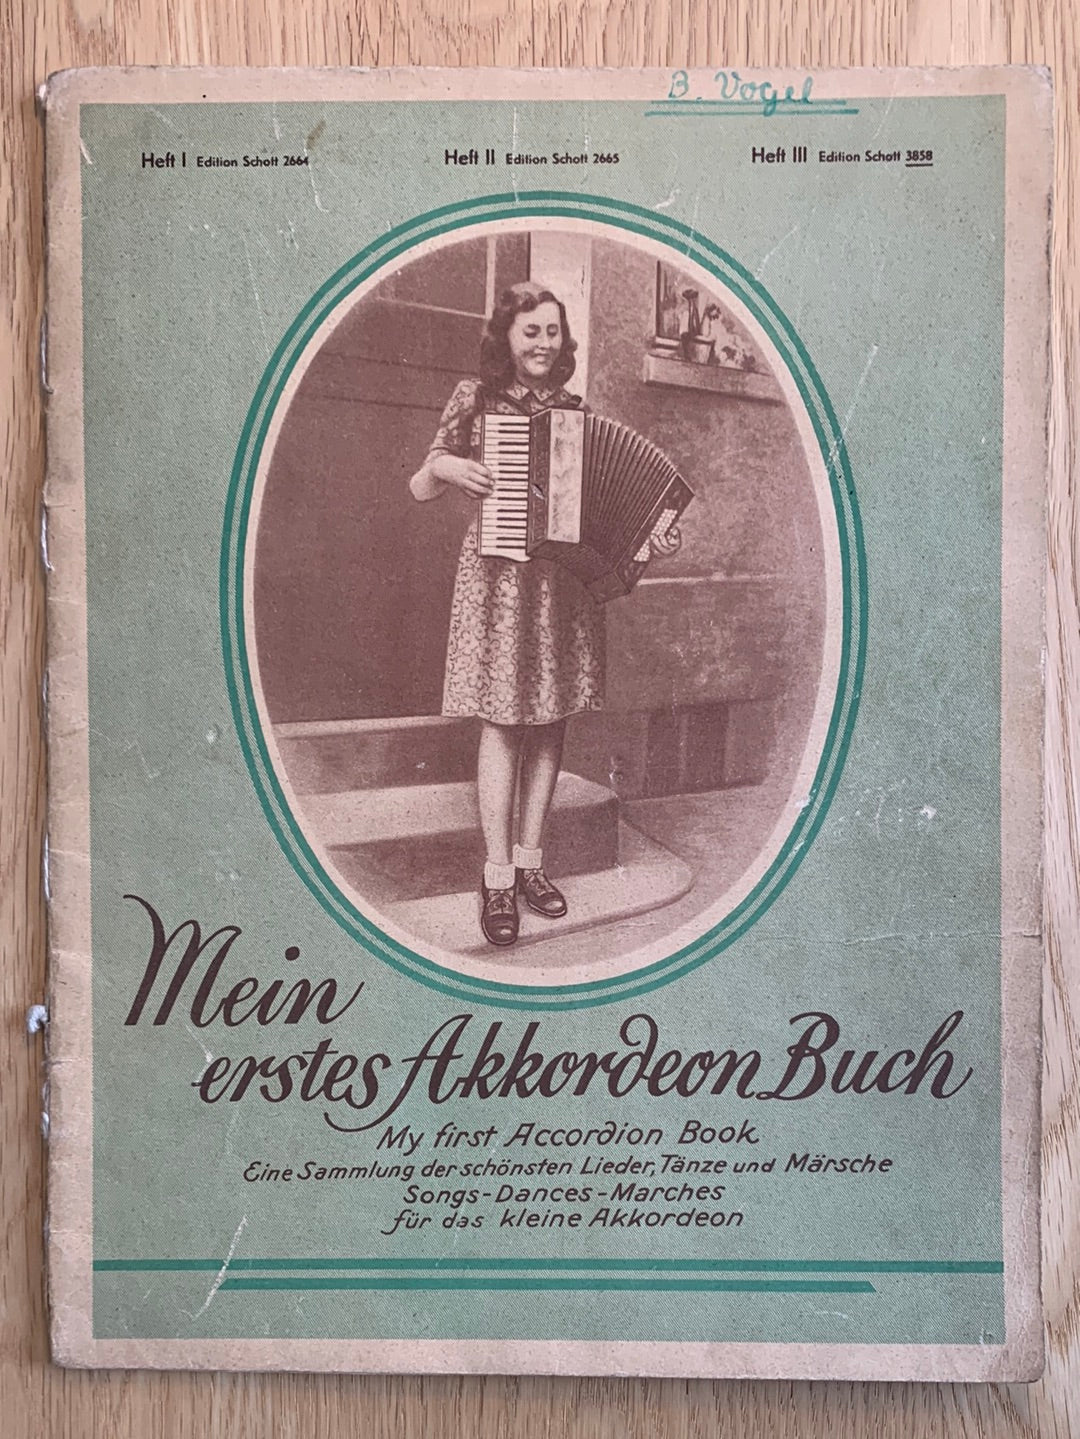 B. Vogel
Heft I Edition Schott 2664 Heft II Edition Schott 2665 Heft III Edition Schott 3858
Mein
erstes Akkordeon Buch
My first Accordion Book
Eine Sammlung der schönsten Lieder, Tänze und Märsche
Songs-Dances-Marches
für das kleine Akkordeon